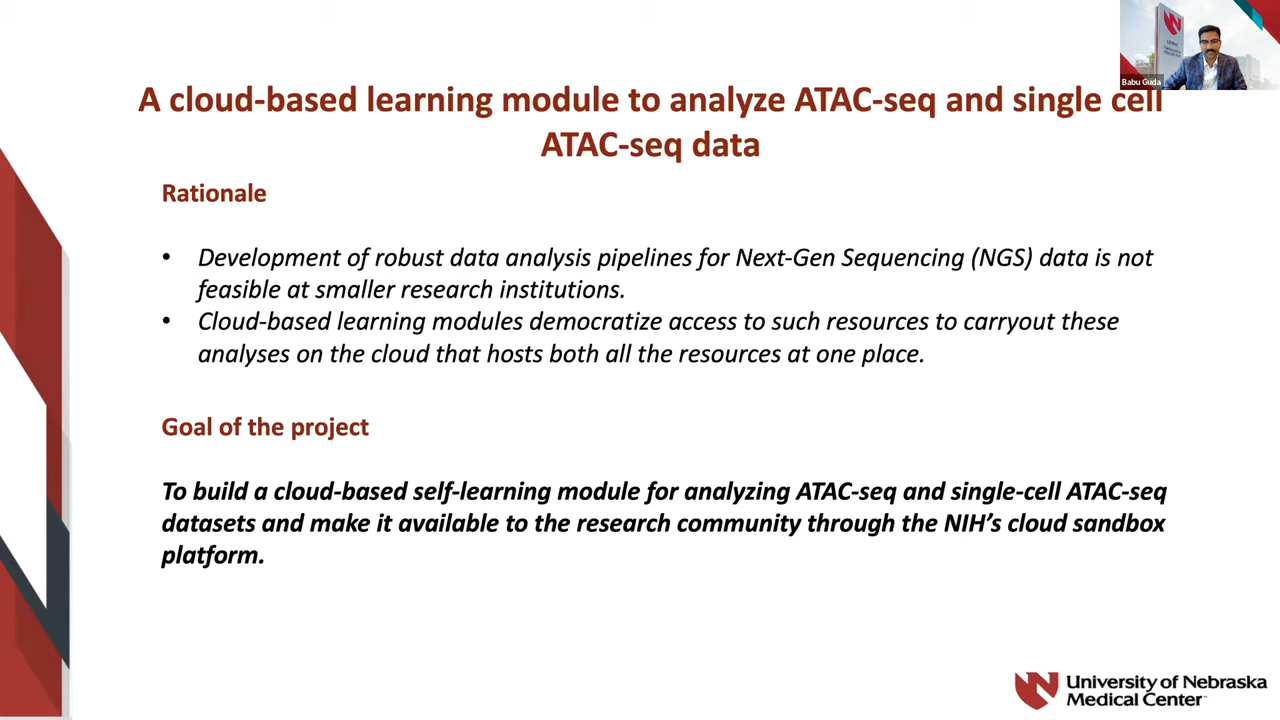 A cloud-based learning module to analyze ATAC-seq and single cell
ATAC-seq data
Babu Guda
Rationale
• Development of robust data analysis pipelines for Next-Gen Sequencing (NGS) data is not
feasible at smaller research institutions.
• Cloud-based learning modules democratize access to such resources to carryout these
analyses on the cloud that hosts both all the resources at one place.
Goal of the project
To build a cloud-based self-learning module for analyzing ATAC-seq and single-cell ATAC-seq
datasets and make it available to the research community through the NIH’s cloud sandbox
platform.
University of Nebraska
Medical Center